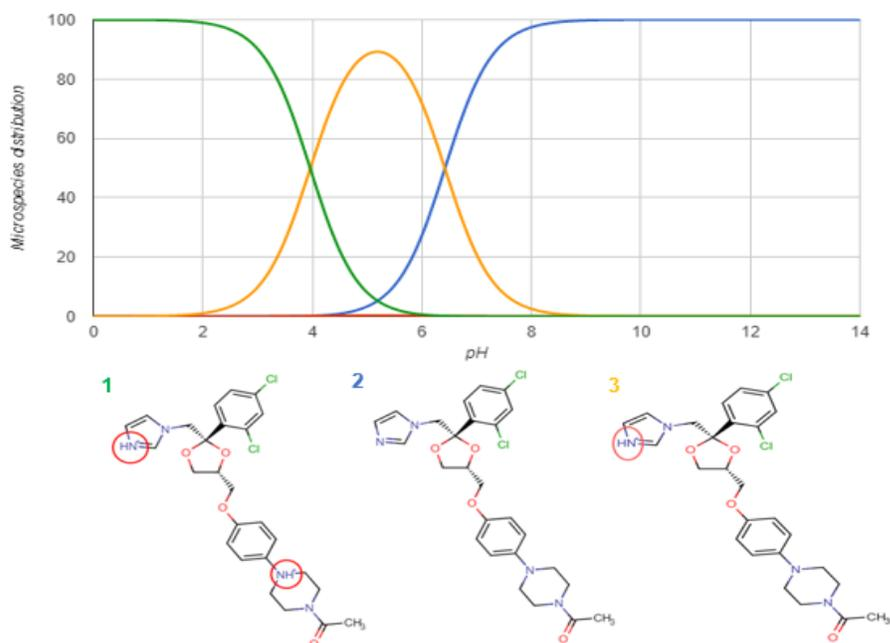 100
80
60
40
20
0
Microspecies distribution
0 2 4 6 8 10 12 14
pH
1 2 3
Cl Cl Cl
N N N
HN+ Cl N Cl HN+ Cl
O O O O O O
O O O
NH+ N N
N N N
CH3 CH3 CH3
O O O